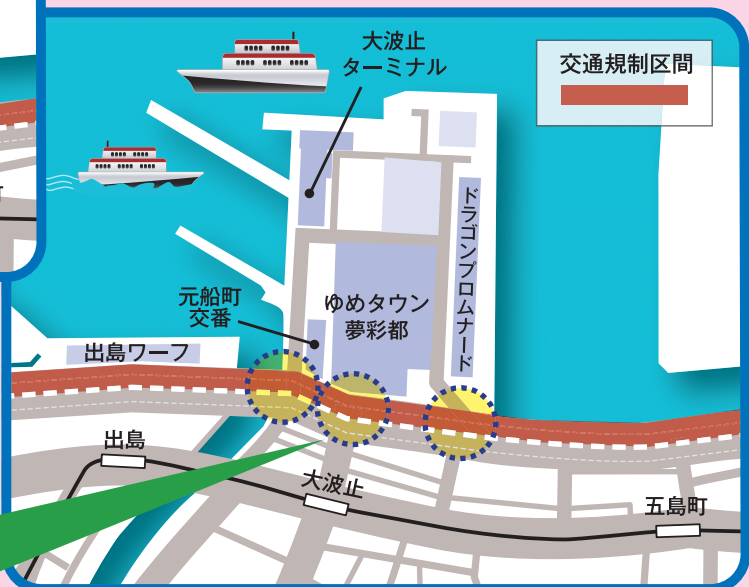 大波止
ターミナル
交通規制区間
ドラゴンプロムナード
元船町
交番
ゆめタウン
夢彩都
出島ワーフ
出島
大波止
五島町